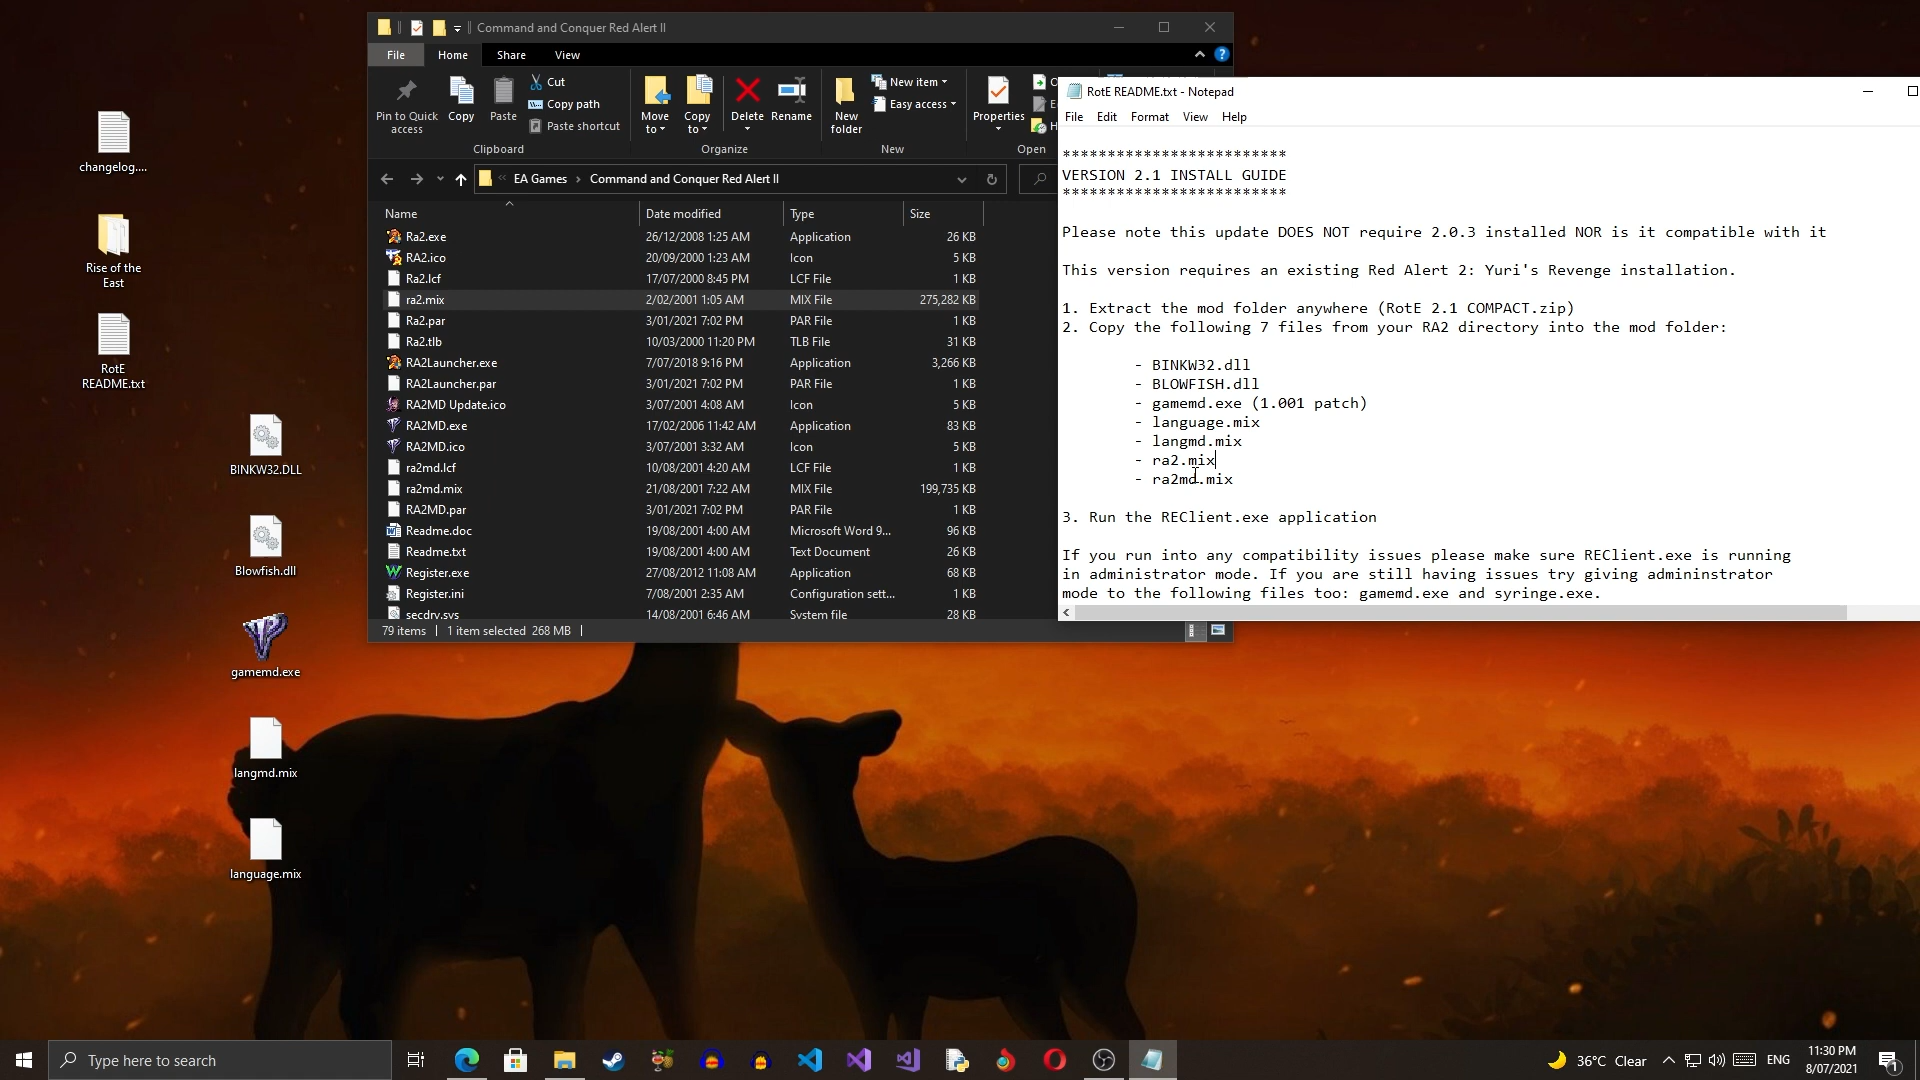 changelog....
Rise of the
East
RotE
README.txt
BINKW32.DLL
Blowfish.dll
gamemd.exe
langmd.mix
language.mix
Command and Conquer Red Alert II
File Home Share View
Pin to Quick
access
Copy
Paste
Cut
Copy path
Paste shortcut
Clipboard
Move
to
Copy
to
Delete
Rename
Organize
New
folder
New item
Easy access
New
Properties
Open
EA Games › Command and Conquer Red Alert II
Name Date modified Type Size
Ra2.exe 26/12/2008 1:25 AM Application 26 KB
RA2.ico 20/09/2000 1:23 AM Icon 5 KB
Ra2.lcf 17/07/2000 8:45 PM LCF File 1 KB
ra2.mix 2/02/2001 1:05 AM MIX File 275,282 KB
Ra2.par 3/01/2021 7:02 PM PAR File 1 KB
Ra2.tlb 10/03/2000 11:20 PM TLB File 31 KB
RA2Launcher.exe 7/07/2018 9:16 PM Application 3,266 KB
RA2Launcher.par 3/01/2021 7:02 PM PAR File 1 KB
RA2MD Update.ico 3/07/2001 4:08 AM Icon 5 KB
RA2MD.exe 17/02/2006 11:42 AM Application 83 KB
RA2MD.ico 3/07/2001 3:32 AM Icon 5 KB
ra2md.lcf 10/08/2001 4:20 AM LCF File 1 KB
ra2md.mix 21/08/2001 7:22 AM MIX File 199,735 KB
RA2MD.par 3/01/2021 7:02 PM PAR File 1 KB
Readme.doc 19/08/2001 4:00 AM Microsoft Word 9... 96 KB
Readme.txt 19/08/2001 4:00 AM Text Document 26 KB
Register.exe 27/08/2012 11:08 AM Application 68 KB
Register.ini 7/08/2001 2:35 AM Configuration sett... 1 KB
secdrv.sys 14/08/2001 6:46 AM System file 28 KB
79 items | 1 item selected 268 MB |
RotE README.txt - Notepad
File Edit Format View Help
*************************
VERSION 2.1 INSTALL GUIDE
*************************
Please note this update DOES NOT require 2.0.3 installed NOR is it compatible with it
This version requires an existing Red Alert 2: Yuri's Revenge installation.
1. Extract the mod folder anywhere (RotE 2.1 COMPACT.zip)
2. Copy the following 7 files from your RA2 directory into the mod folder:
- BINKW32.dll
- BLOWFISH.dll
- gamemd.exe (1.001 patch)
- language.mix
- langmd.mix
- ra2.mix
- ra2md.mix
3. Run the REClient.exe application
If you run into any compatibility issues please make sure REClient.exe is running
in administrator mode. If you are still having issues try giving admininstrator
mode to the following files too: gamemd.exe and syringe.exe.
Type here to search
36°C Clear
ENG
11:30 PM
8/07/2021
1